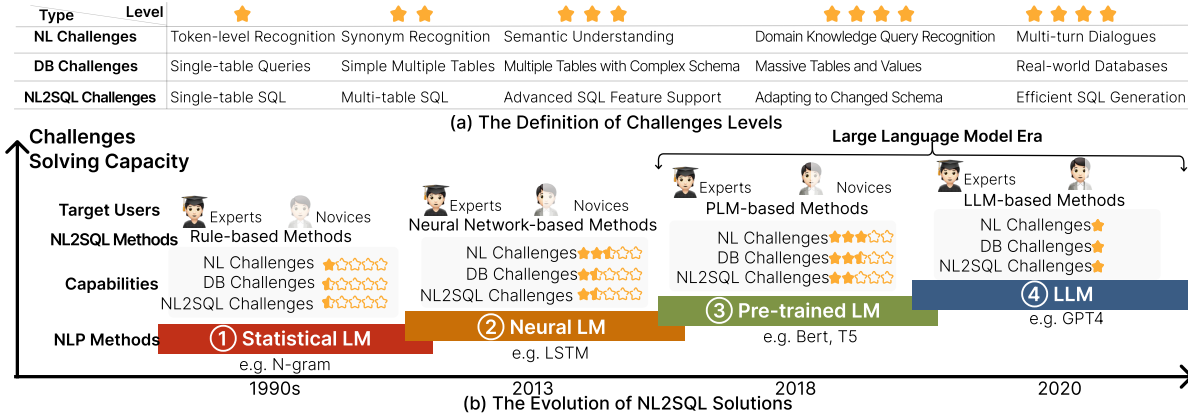 Type Level
NL Challenges Token-level Recognition Synonym Recognition Semantic Understanding Domain Knowledge Query Recognition Multi-turn Dialogues
DB Challenges Single-table Queries Simple Multiple Tables Multiple Tables with Complex Schema Massive Tables and Values Real-world Databases
NL2SQL Challenges Single-table SQL Multi-table SQL Advanced SQL Feature Support Adapting to Changed Schema Efficient SQL Generation
(a) The Definition of Challenges Levels
Challenges
Solving Capacity
Large Language Model Era
Target Users
Experts Novices
Experts Novices
Experts Novices
Experts
NL2SQL Methods
Rule-based Methods
Neural Network-based Methods
PLM-based Methods
LLM-based Methods
Capabilities
NL Challenges
DB Challenges
NL2SQL Challenges
NL Challenges
DB Challenges
NL2SQL Challenges
NL Challenges
DB Challenges
NL2SQL Challenges
NL Challenges
DB Challenges
NL2SQL Challenges
NLP Methods
① Statistical LM
② Neural LM
③ Pre-trained LM
④ LLM
e.g. N-gram
e.g. LSTM
e.g. Bert, T5
e.g. GPT4
1990s 2013 2018 2020
(b) The Evolution of NL2SQL Solutions